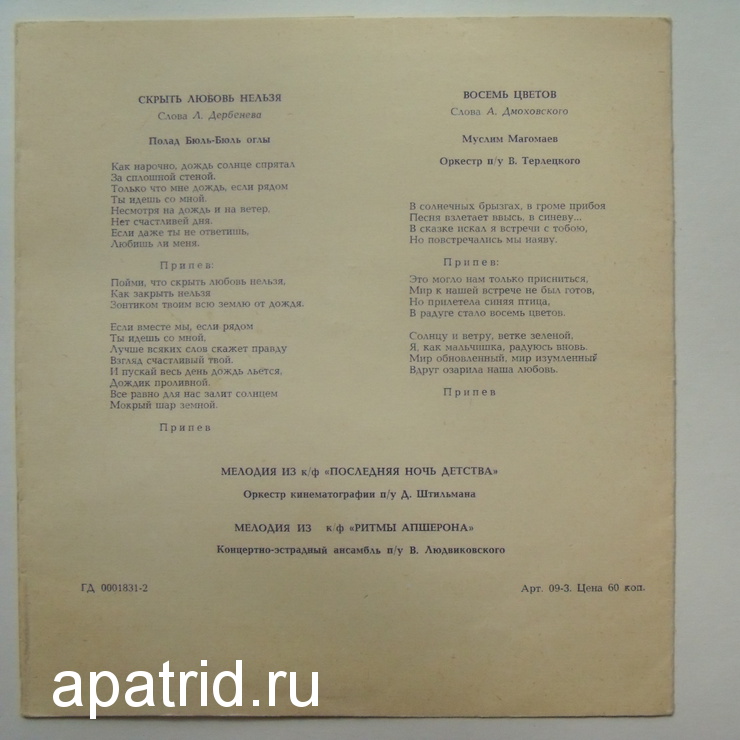 СКРЫТЬ ЛЮБОВЬ НЕЛЬЗЯ
Слова Л. Дербенева
Полад Бюль-Бюль оглы
Как нарочно, дождь солнце спрятал
За сплошной стеной.
Только что мне дождь, если рядом
Ты идешь со мной.
Несмотря на дождь и на ветер,
Нет счастливей дня.
Если даже ты не ответишь,
Любишь ли меня.
Припев:
Пойми, что скрыть любовь нельзя,
Как закрыть нельзя
Зонтиком твоим всю землю от дождя.
Если вместе мы, если рядом
Ты идешь со мной,
Лучше всяких слов скажет правду
Взгляд счастливый твой.
И пускай весь день дождь льется,
Дождик проливной.
Все равно для нас залит солнцем
Мокрый шар земной.
Припев
ВОСЕМЬ ЦВЕТОВ
Слова А. Дмоховского
Муслим Магомаев
Оркестр п/у В. Терлецкого
В солнечных брызгах, в громе прибоя
Песня взлетает ввысь, в синеву...
В сказке искал я встречи с тобою,
Но повстречались мы наяву.
Припев:
Это могло нам только присниться,
Мир к нашей встрече не был готов,
Но прилетела синяя птица,
В радуге стало восемь цветов.
Солнцу и ветру, ветке зеленой,
Я, как мальчишка, радуюсь вновь.
Мир обновленный, мир изумленный
Вдруг озарила наша любовь.
Припев
МЕЛОДИЯ ИЗ к/ф «ПОСЛЕДНЯЯ НОЧЬ ДЕТСТВА»
Оркестр кинематографии п/у Д. Штильмана
МЕЛОДИЯ ИЗ к/ф «РИТМЫ АПШЕРОНА»
Концертно-эстрадный ансамбль п/у В. Людвиковского
ГД 0001831-2
Арт. 09-3. Цена 60 коп.
apatrid.ru